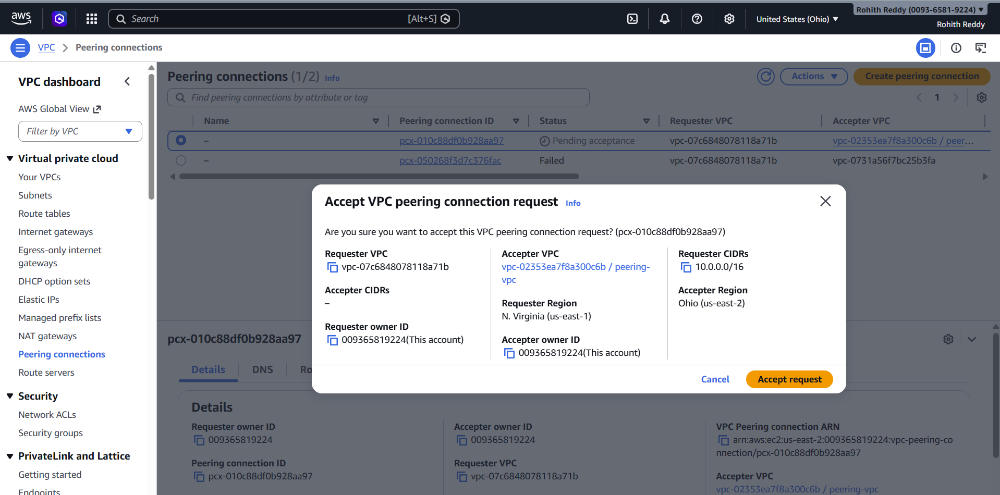 aws
Search
[Alt+S]
United States (Ohio) ▼
Rohith Reddy (0093-6581-9224) ▼
Rohith Reddy
VPC
Peering connections
VPC dashboard
AWS Global View
Filter by VPC
Virtual private cloud
Your VPCs
Subnets
Route tables
Internet gateways
Egress-only internet
gateways
DHCP option sets
Elastic IPs
Managed prefix lists
NAT gateways
Peering connections
Route servers
Security
Network ACLs
Security groups
PrivateLink and Lattice
Getting started
Endpoints
Peering connections (1/2) Info
Actions ▼
Create peering connection
Find peering connections by attribute or tag
1
Name Peering connection ID Status Requester VPC Accepter VPC
– pcx-010c88df0b928aa97 Pending acceptance vpc-07c6848078118a71b vpc-02353ea7f8a300c6b / peer...
– pcx-050268f3d7c376fac Failed vpc-07c6848078118a71b vpc-0731a56f7bc25b3fa
Accept VPC peering connection request Info
Are you sure you want to accept this VPC peering connection request? (pcx-010c88df0b928aa97)
Requester VPC
vpc-07c6848078118a71b
Accepter CIDRs
–
Requester owner ID
009365819224(This account)
Accepter VPC
vpc-02353ea7f8a300c6b / peering-
vpc
Requester Region
N. Virginia (us-east-1)
Accepter owner ID
009365819224(This account)
Requester CIDRs
10.0.0.0/16
Accepter Region
Ohio (us-east-2)
Cancel
Accept request
pcx-010c88df0b928aa97
Details
DNS
Ro
Details
Requester owner ID
009365819224
Peering connection ID
pcx-010c88df0b928aa97
Accepter owner ID
009365819224
Requester VPC
vpc-07c6848078118a71b
VPC Peering connection ARN
arn:aws:ec2:us-east-2:009365819224:vpc-peering-co
nnection/pcx-010c88df0b928aa97
Accepter VPC
vpc-02353ea7f8a300c6b / peering-vpc